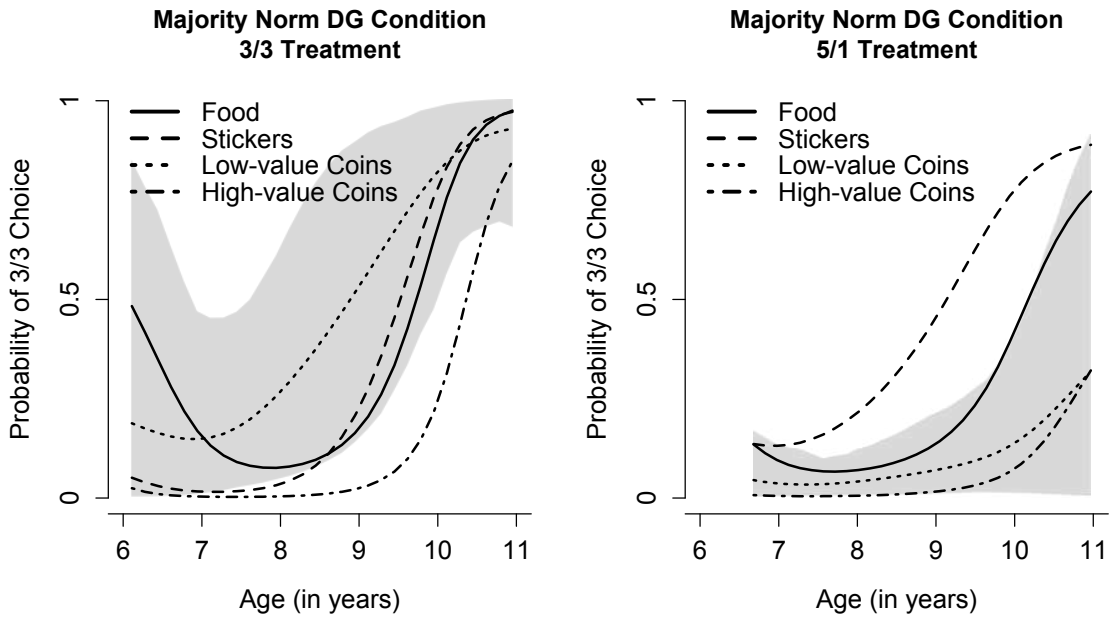 Majority Norm DG Condition
3/3 Treatment
1
0.5
0
Probability of 3/3 Choice
Food
Stickers
Low-value Coins
High-value Coins
6 7 8 9 10 11
Age (in years)
Majority Norm DG Condition
5/1 Treatment
1
0.5
0
Probability of 3/3 Choice
Food
Stickers
Low-value Coins
High-value Coins
6 7 8 9 10 11
Age (in years)